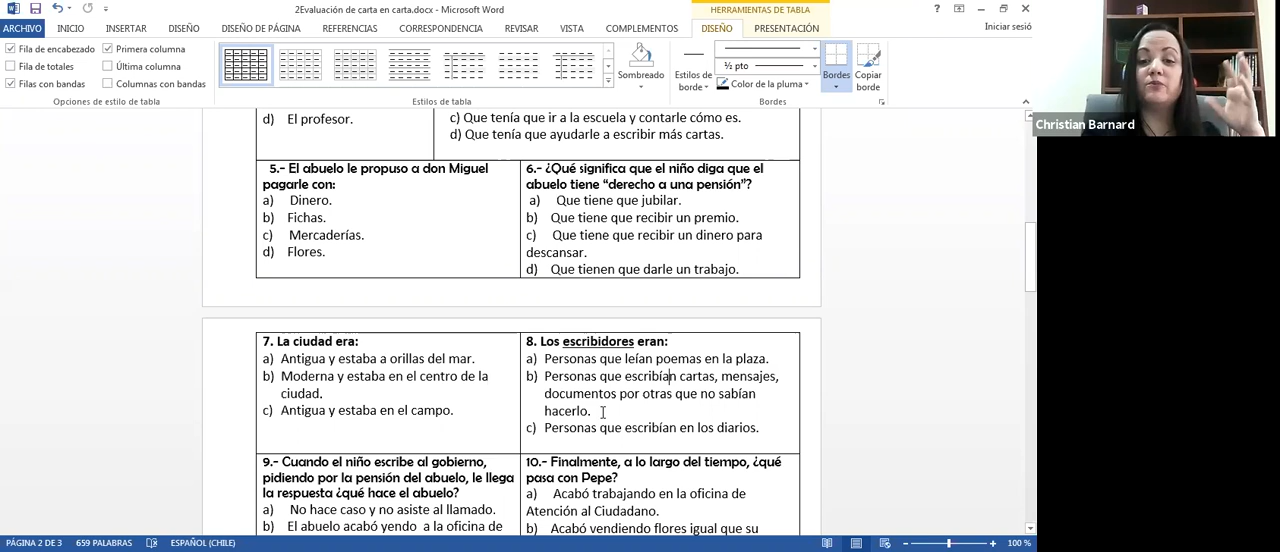 2Evaluación de carta en carta.docx - Microsoft Word
HERRAMIENTAS DE TABLA
?
ARCHIVO INICIO INSERTAR DISEÑO DISEÑO DE PÁGINA REFERENCIAS CORRESPONDENCIA REVISAR VISTA COMPLEMENTOS DISEÑO PRESENTACIÓN
Iniciar sesió
Fila de encabezado Primera columna
Fila de totales Última columna
Filas con bandas Columnas con bandas
Sombreado
Estilos de borde
½ pto
Color de la pluma
Bordes
Copiar borde
Opciones de estilo de tabla
Estilos de tabla
Bordes
Christian Barnard
d) El profesor.
c) Que tenía que ir a la escuela y contarle cómo es.
d) Que tenía que ayudarle a escribir más cartas.
5.- El abuelo le propuso a don Miguel
pagarle con:
a) Dinero.
b) Fichas.
c) Mercaderías.
d) Flores.
6.- ¿Qué significa que el niño diga que el
abuelo tiene “derecho a una pensión”?
a) Que tiene que jubilar.
b) Que tiene que recibir un premio.
c) Que tiene que recibir un dinero para
descansar.
d) Que tienen que darle un trabajo.
7. La ciudad era:
a) Antigua y estaba a orillas del mar.
b) Moderna y estaba en el centro de la
ciudad.
c) Antigua y estaba en el campo.
8. Los escribidores eran:
a) Personas que leían poemas en la plaza.
b) Personas que escribían cartas, mensajes,
documentos por otras que no sabían
hacerlo.
c) Personas que escribían en los diarios.
9.- Cuando el niño escribe al gobierno,
pidiendo por la pensión del abuelo, le llega
la respuesta ¿qué hace el abuelo?
a) No hace caso y no asiste al llamado.
b) El abuelo acabó yendo a la oficina de
10.- Finalmente, a lo largo del tiempo, ¿qué
pasa con Pepe?
a) Acabó trabajando en la oficina de
Atención al Ciudadano.
b) Acabó vendiendo flores igual que su
PÁGINA 2 DE 3 659 PALABRAS ESPAÑOL (CHILE) 100 %